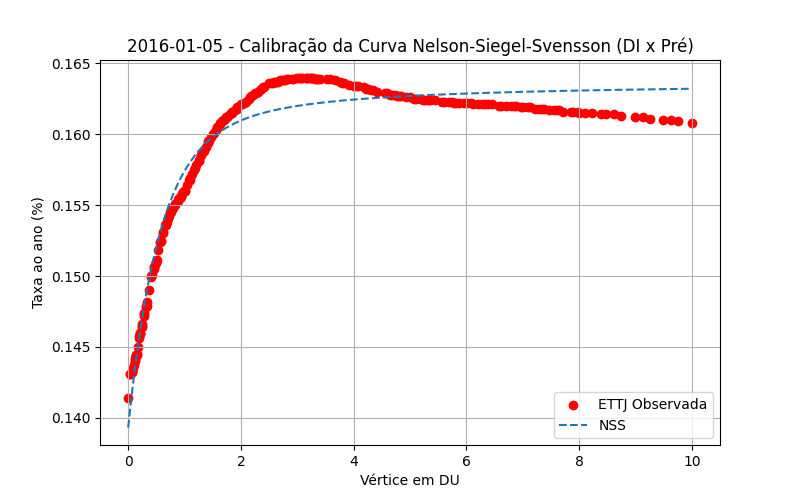 2016-01-05 - Calibração da Curva Nelson-Siegel-Svensson (DI x Pré)
Taxa ao ano (%)
0.165
0.160
0.155
0.150
0.145
0.140
0 2 4 6 8 10
Vértice em DU
ETTJ Observada
NSS